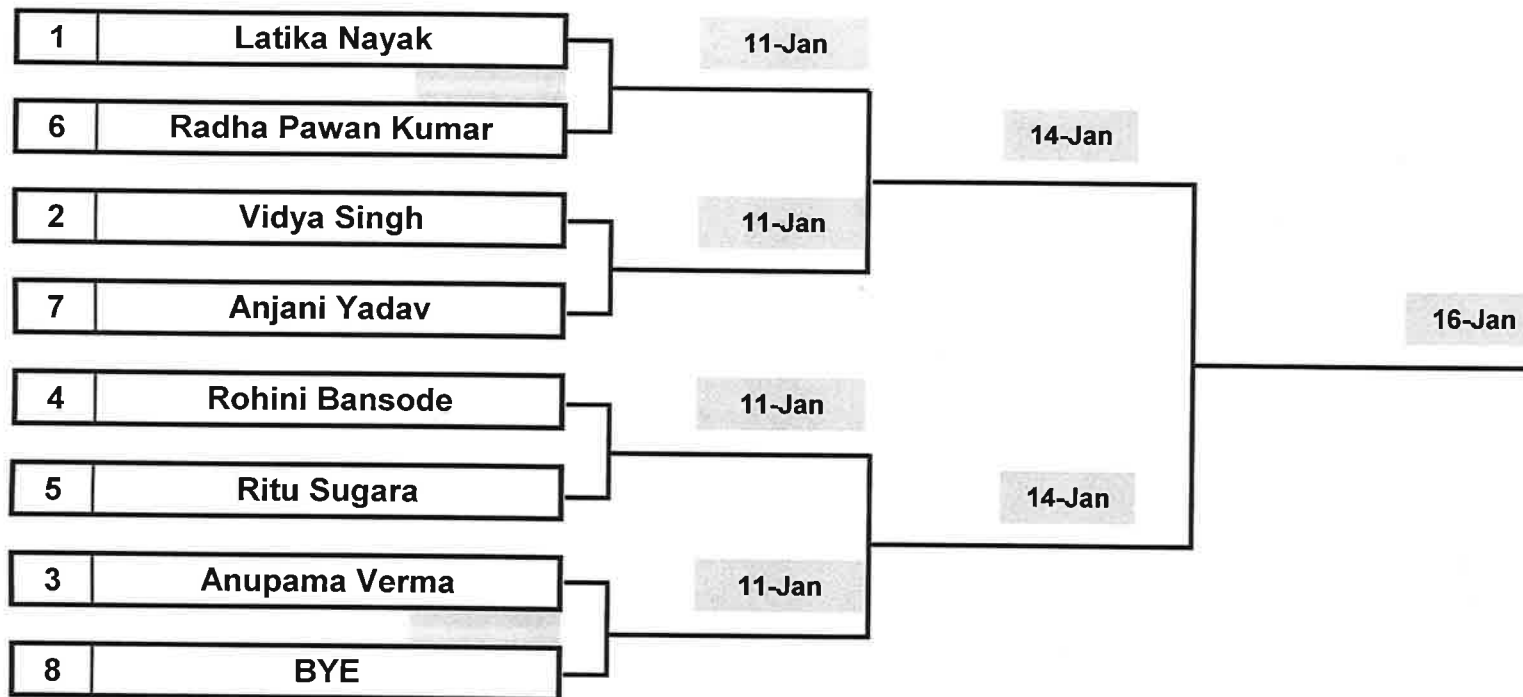 1 Latika Nayak
11-Jan
6 Radha Pawan Kumar
14-Jan
2 Vidya Singh
11-Jan
7 Anjani Yadav
16-Jan
4 Rohini Bansode
11-Jan
5 Ritu Sugara
14-Jan
3 Anupama Verma
11-Jan
8 BYE